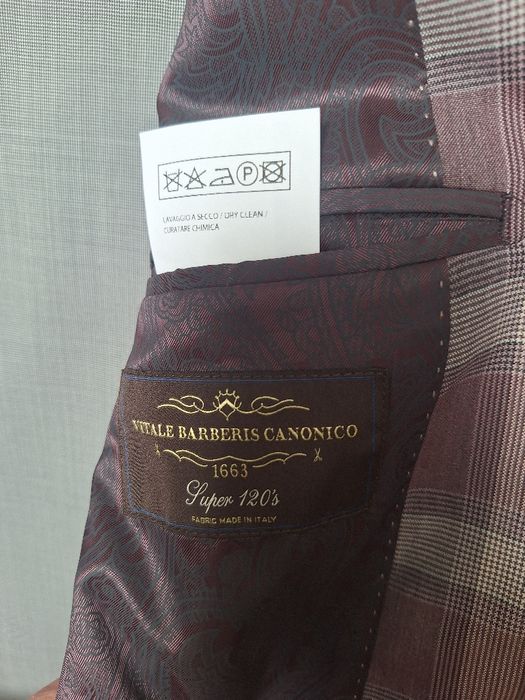 P
LAVAGGIO A SECCO / DRY CLEAN /
CURATARE CHIMICA
VITALE BARBERIS CANONICO
1663
Super 120's
FABRIC MADE IN ITALY